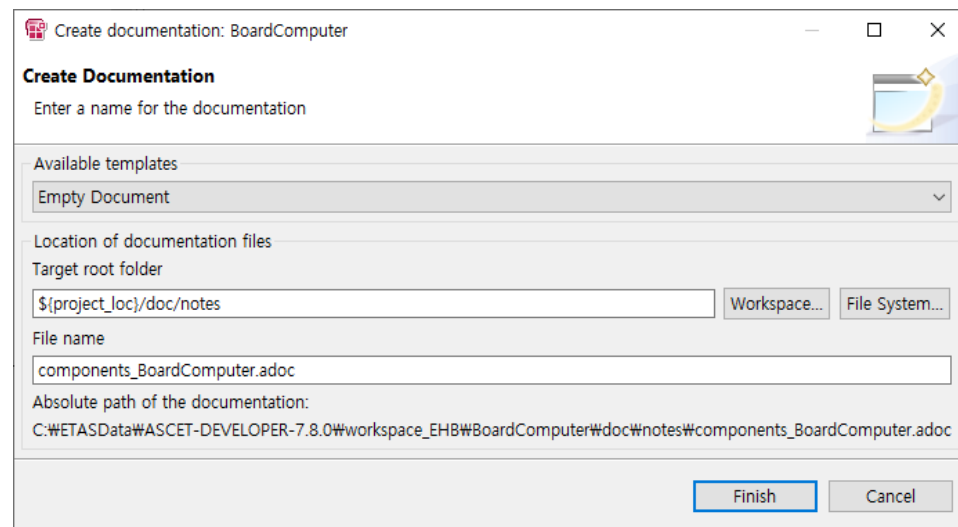 Create documentation: BoardComputer
Create Documentation
Enter a name for the documentation
Available templates
Empty Document
Location of documentation files
Target root folder
${project_loc}/doc/notes
Workspace...
File System...
File name
components_BoardComputer.adoc
Absolute path of the documentation:
C:₩ETASData₩ASCET-DEVELOPER-7.8.0₩workspace_EHB₩BoardComputer₩doc₩notes₩components_BoardComputer.adoc
Finish
Cancel